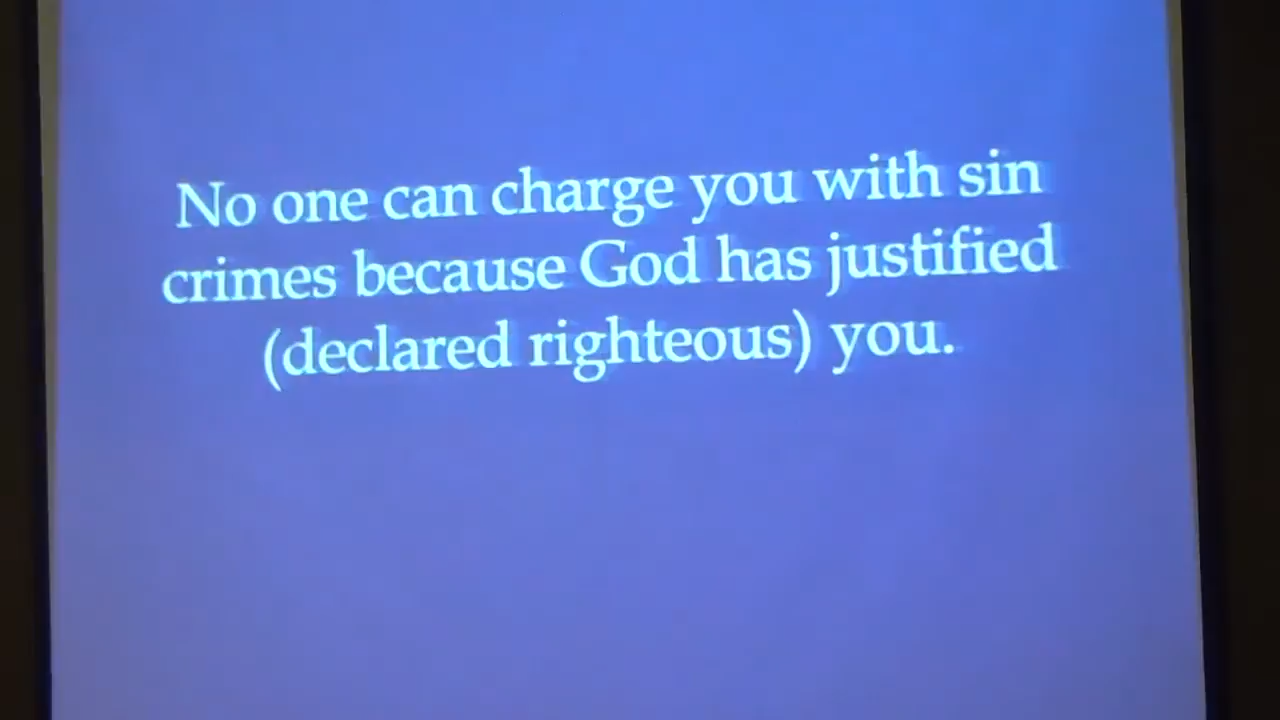 No one can charge you with sin
crimes because God has justified
(declared righteous) you.